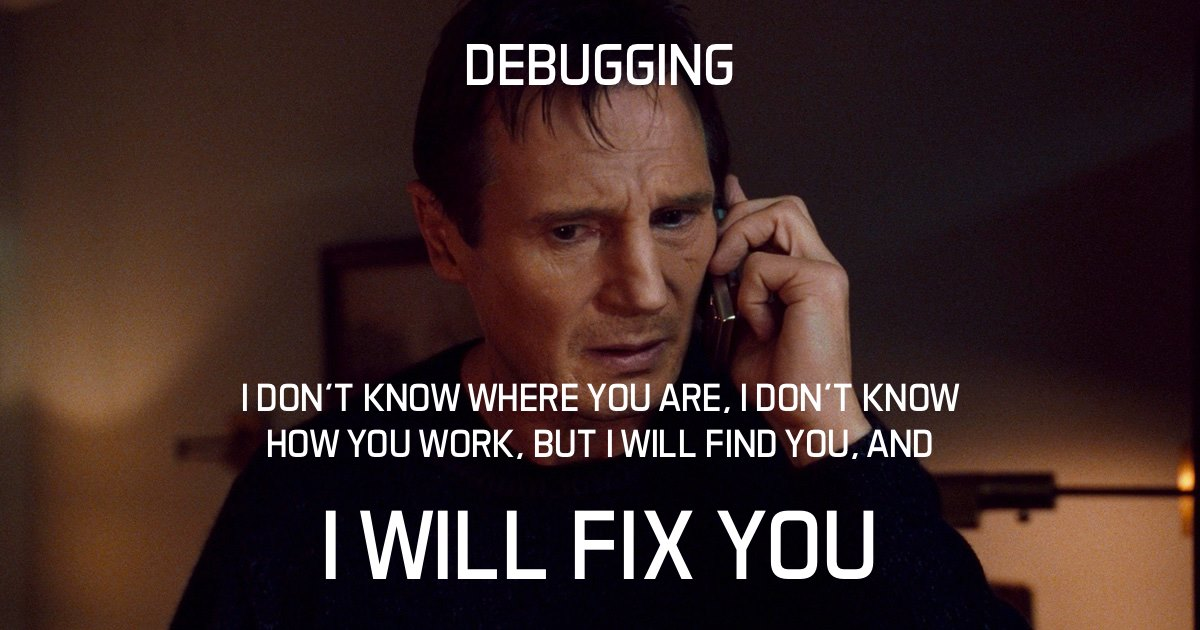 DEBUGGING
I DON'T KNOW WHERE YOU ARE, I DON'T KNOW
HOW YOU WORK, BUT I WILL FIND YOU, AND
I WILL FIX YOU